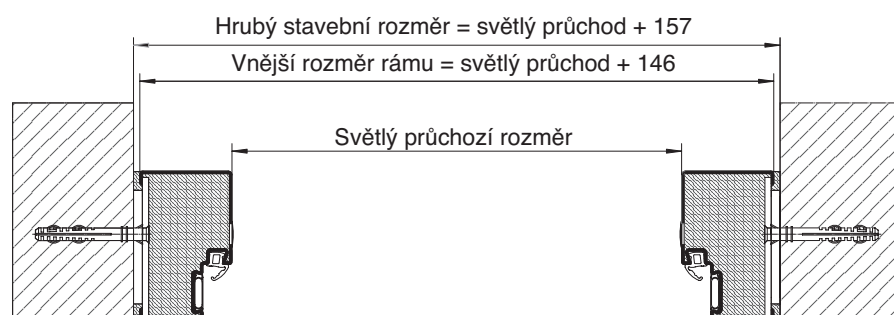 Hrubý stavební rozměr = světlý průchod + 157
Vnější rozměr rámu = světlý průchod + 146
Světlý průchozí rozměr